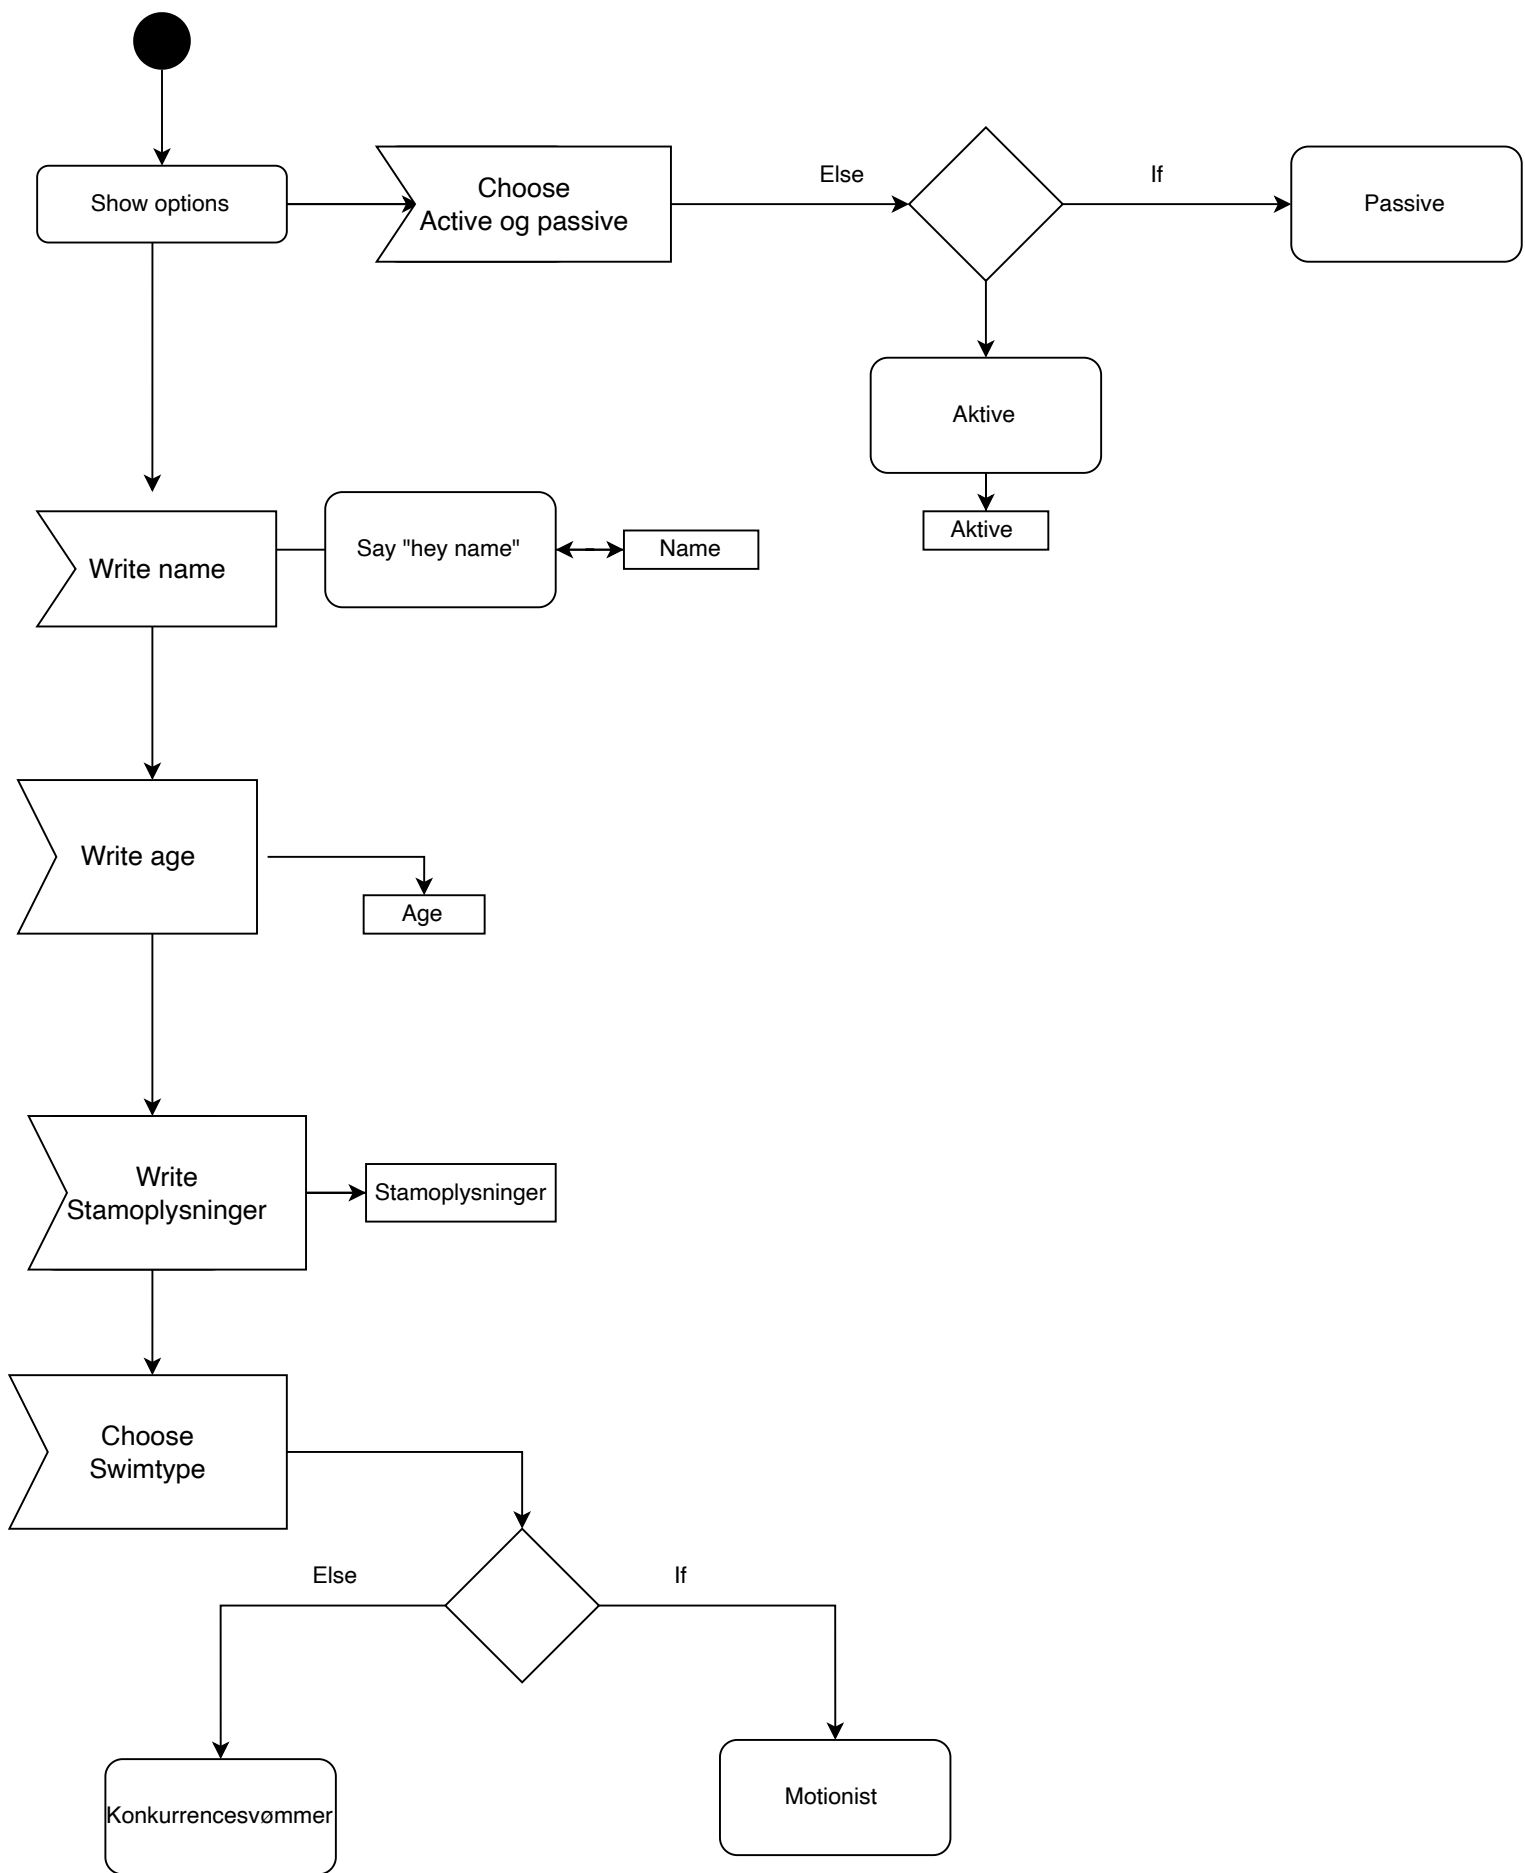 Show options
Choose
Active og passive
Else
If
Passive
Aktive
Aktive
Write name
Say "hey name"
Name
Write age
Age
Write
Stamoplysninger
Stamoplysninger
Choose
Swimtype
Else
If
Konkurrencesvømmer
Motionist